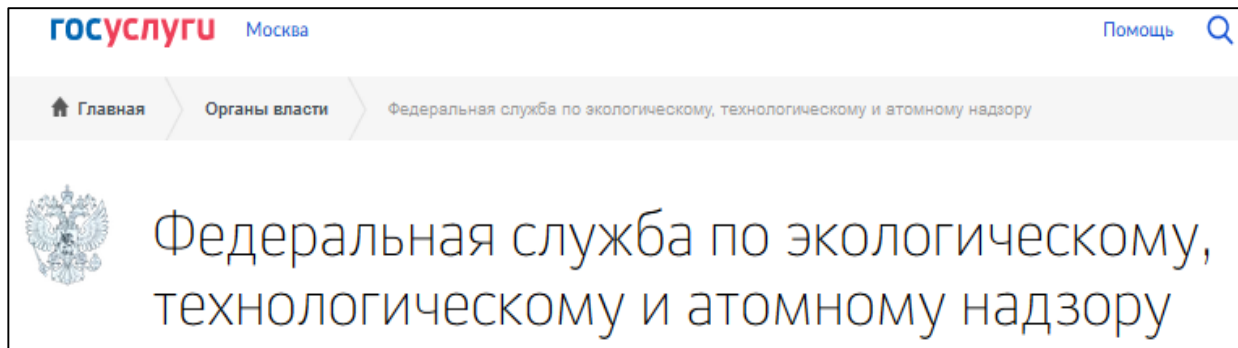 госуслуги Москва Помощь
Главная Органы власти Федеральная служба по экологическому, технологическому и атомному надзору
Федеральная служба по экологическому,
технологическому и атомному надзору